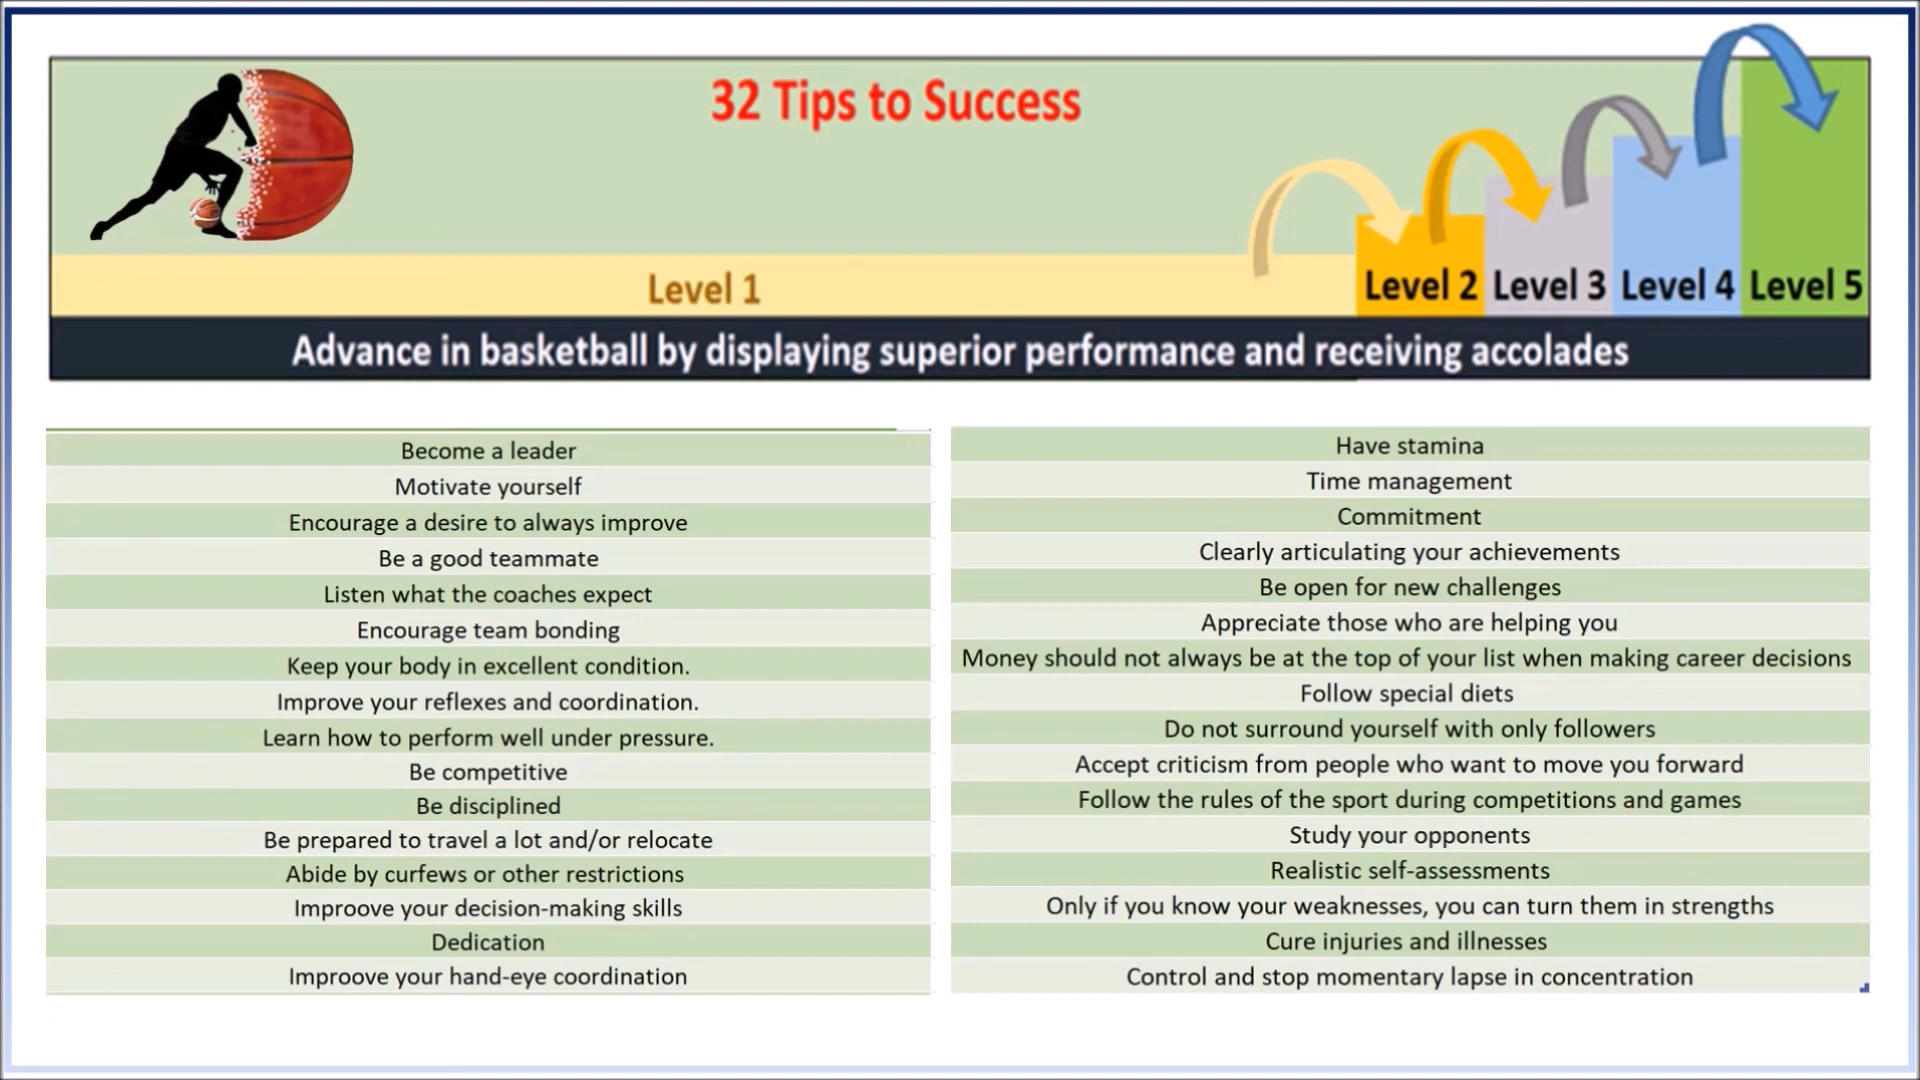 32 Tips to Success
Level 1
Level 2
Level 3
Level 4
Level 5
Advance in basketball by displaying superior performance and receiving accolades
Become a leader
Motivate yourself
Encourage a desire to always improve
Be a good teammate
Listen what the coaches expect
Encourage team bonding
Keep your body in excellent condition.
Improve your reflexes and coordination.
Learn how to perform well under pressure.
Be competitive
Be disciplined
Be prepared to travel a lot and/or relocate
Abide by curfews or other restrictions
Improove your decision-making skills
Dedication
Improove your hand-eye coordination
Have stamina
Time management
Commitment
Clearly articulating your achievements
Be open for new challenges
Appreciate those who are helping you
Money should not always be at the top of your list when making career decisions
Follow special diets
Do not surround yourself with only followers
Accept criticism from people who want to move you forward
Follow the rules of the sport during competitions and games
Study your opponents
Realistic self-assessments
Only if you know your weaknesses, you can turn them in strengths
Cure injuries and illnesses
Control and stop momentary lapse in concentration